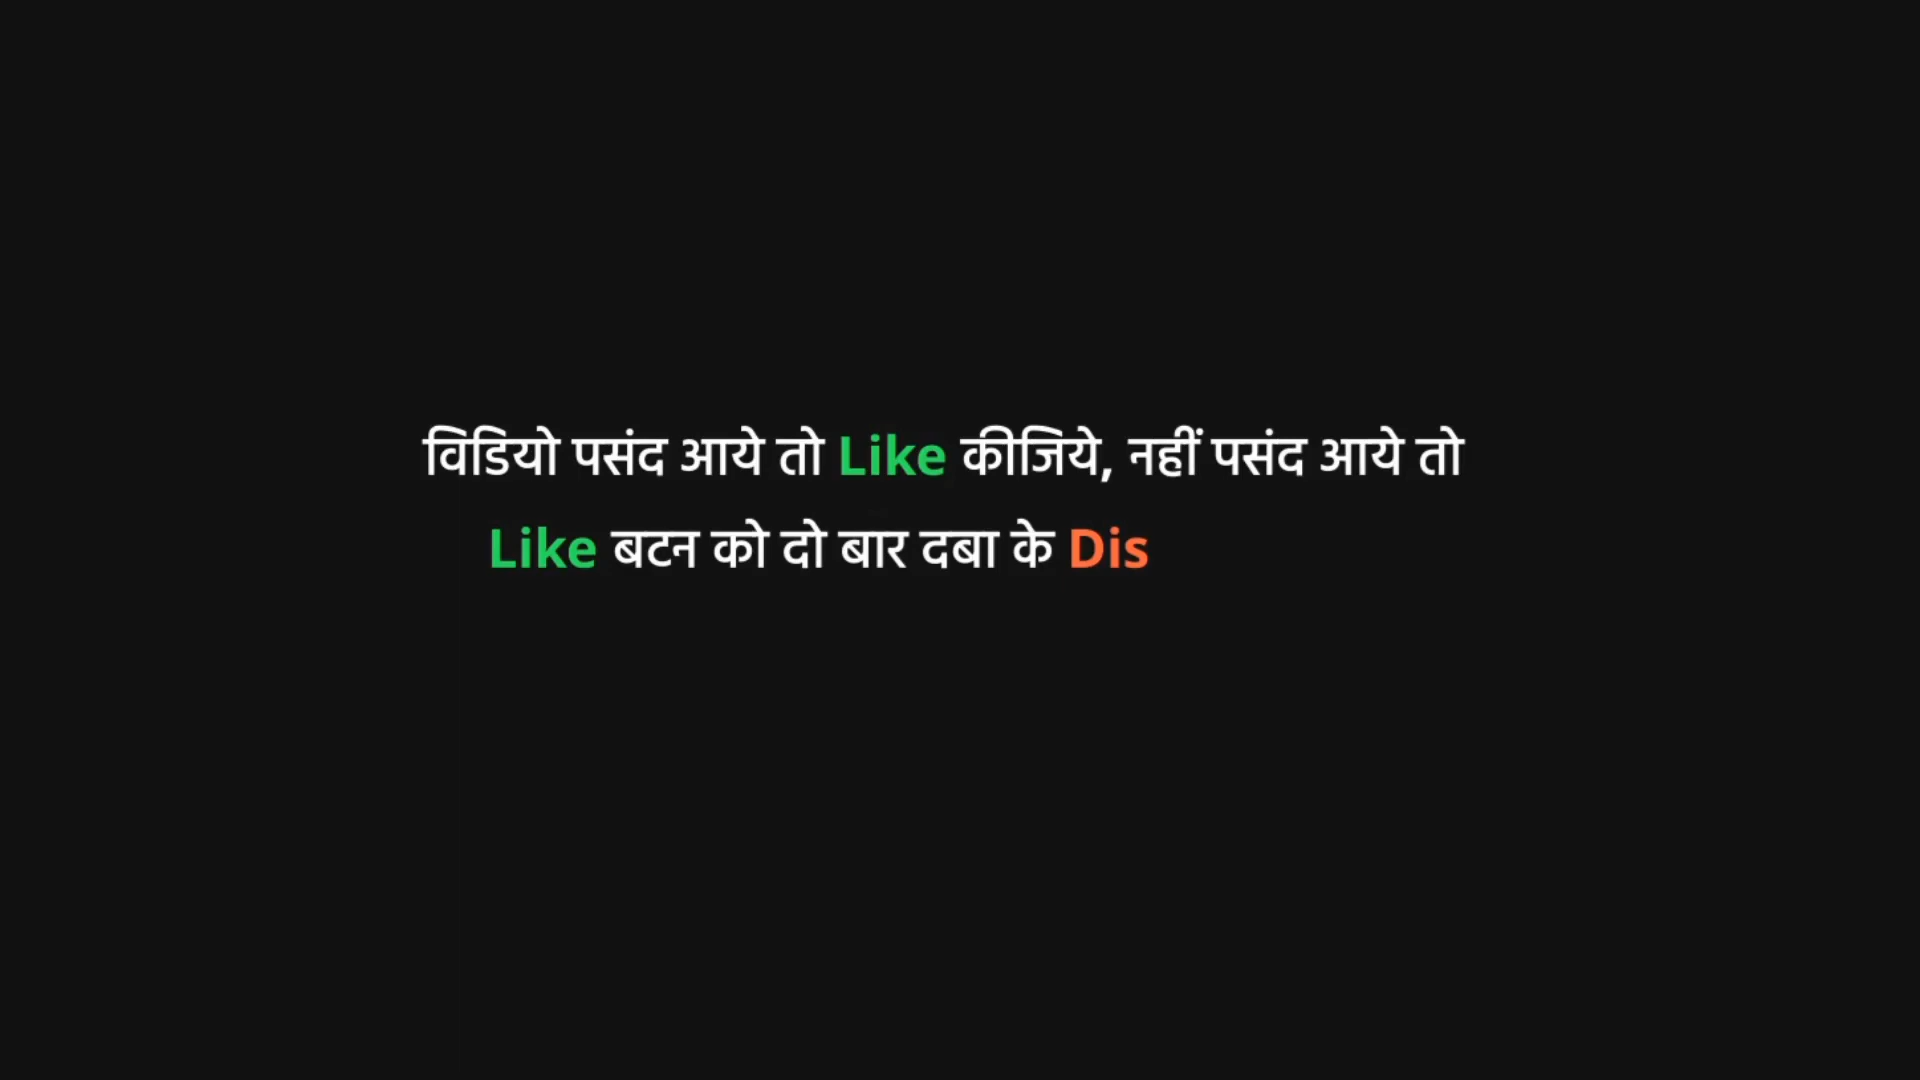 विडियो पसंद आये तो Like कीजिये, नहीं पसंद आये तो
Like बटन को दो बार दबा के Dis